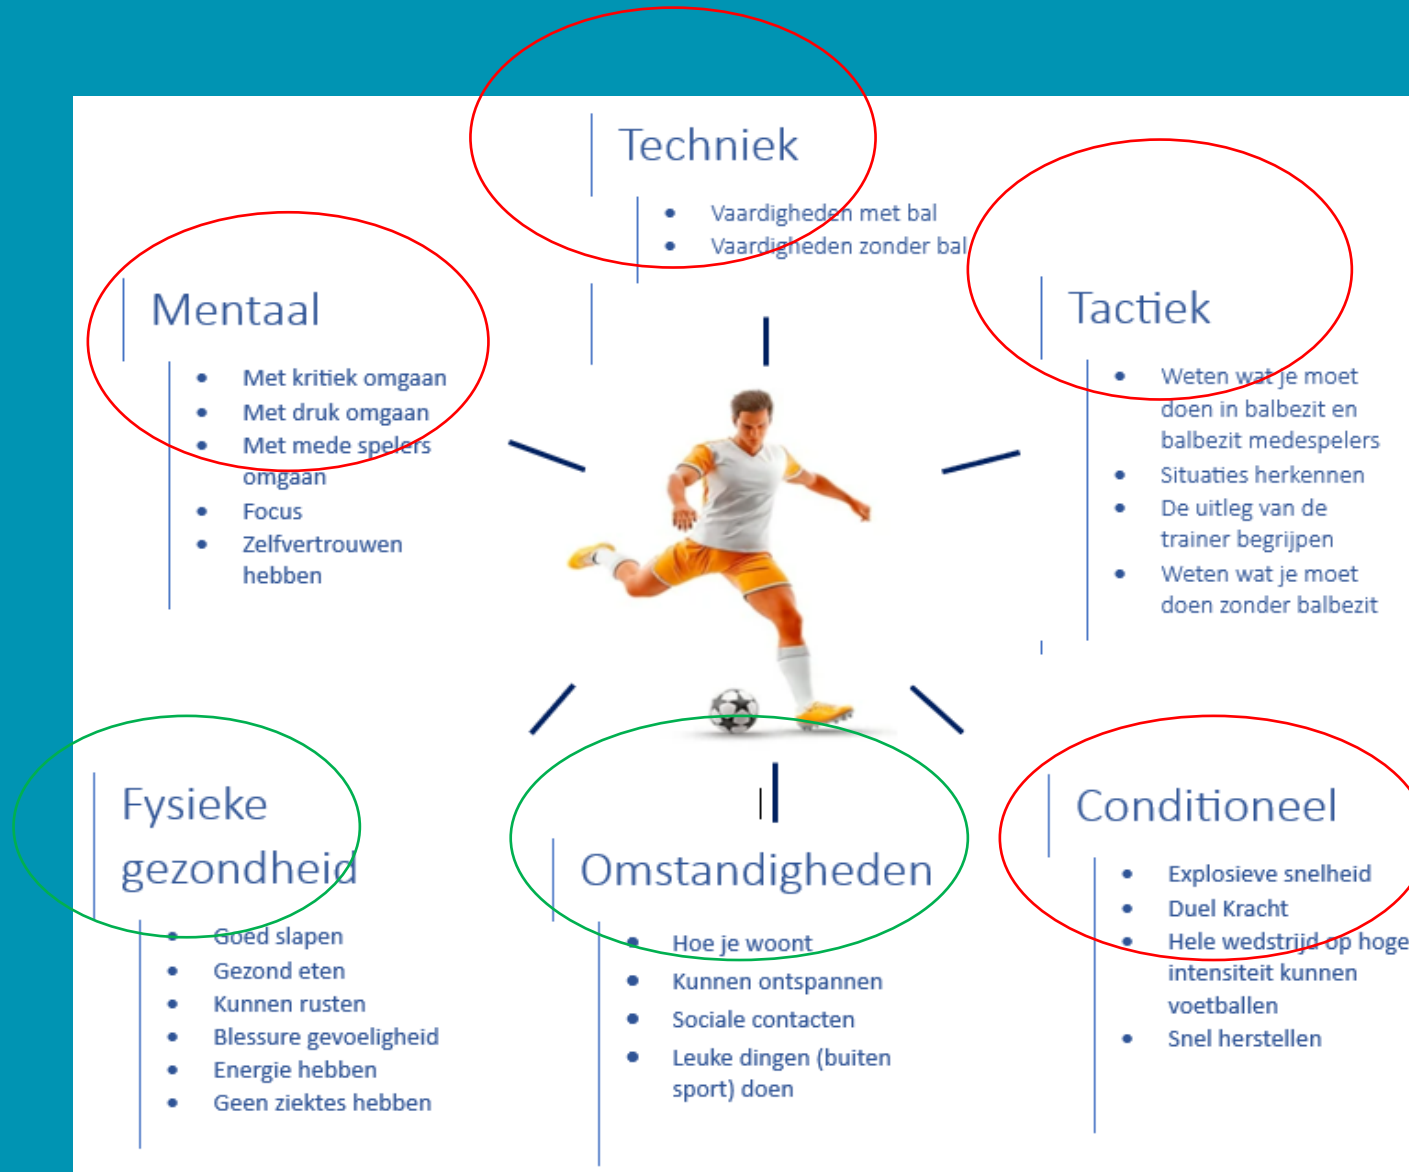 Techniek
Vaardigheden met bal
Vaardigheden zonder bal
Mentaal
Met kritiek omgaan
Met druk omgaan
Met mede spelers
omgaan
Focus
Zelfvertrouwen
hebben
Tactiek
Weten wat je moet
doen in balbezit en
balbezit medespelers
Situaties herkennen
De uitleg van de
trainer begrijpen
Weten wat je moet
doen zonder balbezit
Fysieke
gezondheid
Goed slapen
Gezond eten
Kunnen rusten
Blessure gevoeligheid
Energie hebben
Geen ziektes hebben
Omstandigheden
Hoe je woont
Kunnen ontspannen
Sociale contacten
Leuke dingen (buiten
sport) doen
Conditioneel
Explosieve snelheid
Duel Kracht
Hele wedstrijd op hoge
intensiteit kunnen
voetballen
Snel herstellen